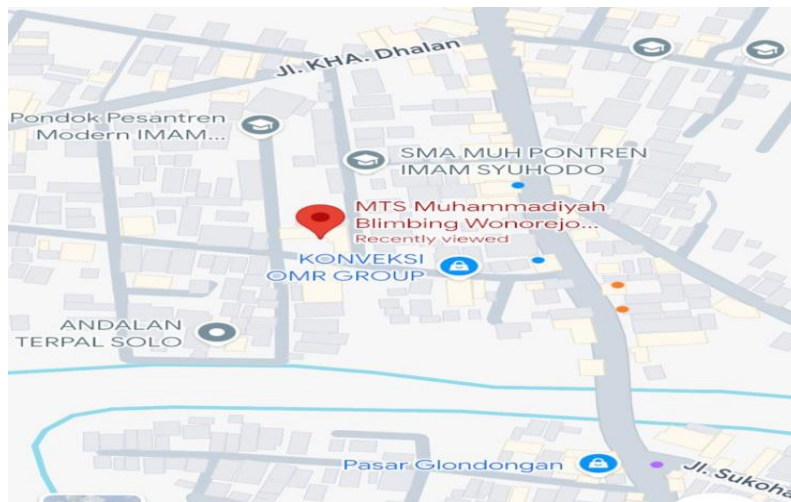 Jl. KHA. Dhalan
Pondok Pesantren
Modern IMAM...
SMA MUH PONTREN
IMAM SYUHODO
MTS Muhammadiyah
Blimbing Wonorejo...
Recently viewed
KONVEKSI
OMR GROUP
ANDALAN
TERPAL SOLO
Pasar Glondongan
Jl. Sukoha